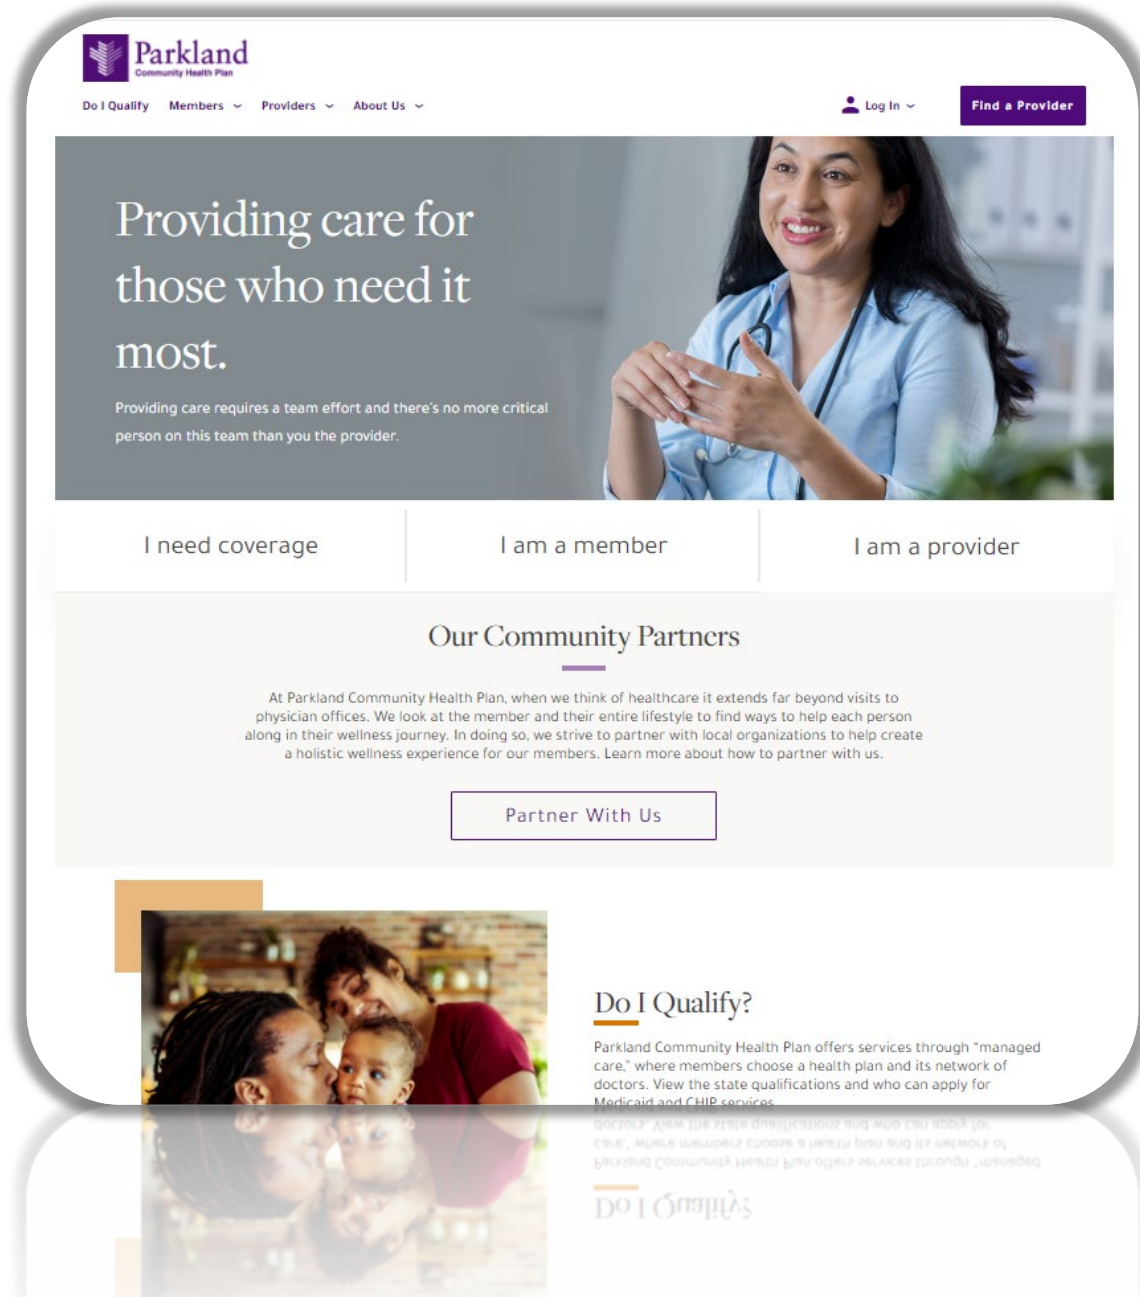 Parkland
Community Health Plan
Do I Qualify Members Providers About Us Log In Find a Provider
Providing care for
those who need it
most.
Providing care requires a team effort and there's no more critical
person on this team than you the provider.
I need coverage I am a member I am a provider
Our Community Partners
At Parkland Community Health Plan, when we think of healthcare it extends far beyond visits to
physician offices. We look at the member and their entire lifestyle to find ways to help each person
along in their wellness journey. In doing so, we strive to partner with local organizations to help create
a holistic wellness experience for our members. Learn more about how to partner with us.
Partner With Us
Do I Qualify?
Parkland Community Health Plan offers services through "managed
care," where members choose a health plan and its network of
doctors. View the state qualifications and who can apply for
Medicaid and CHIP services